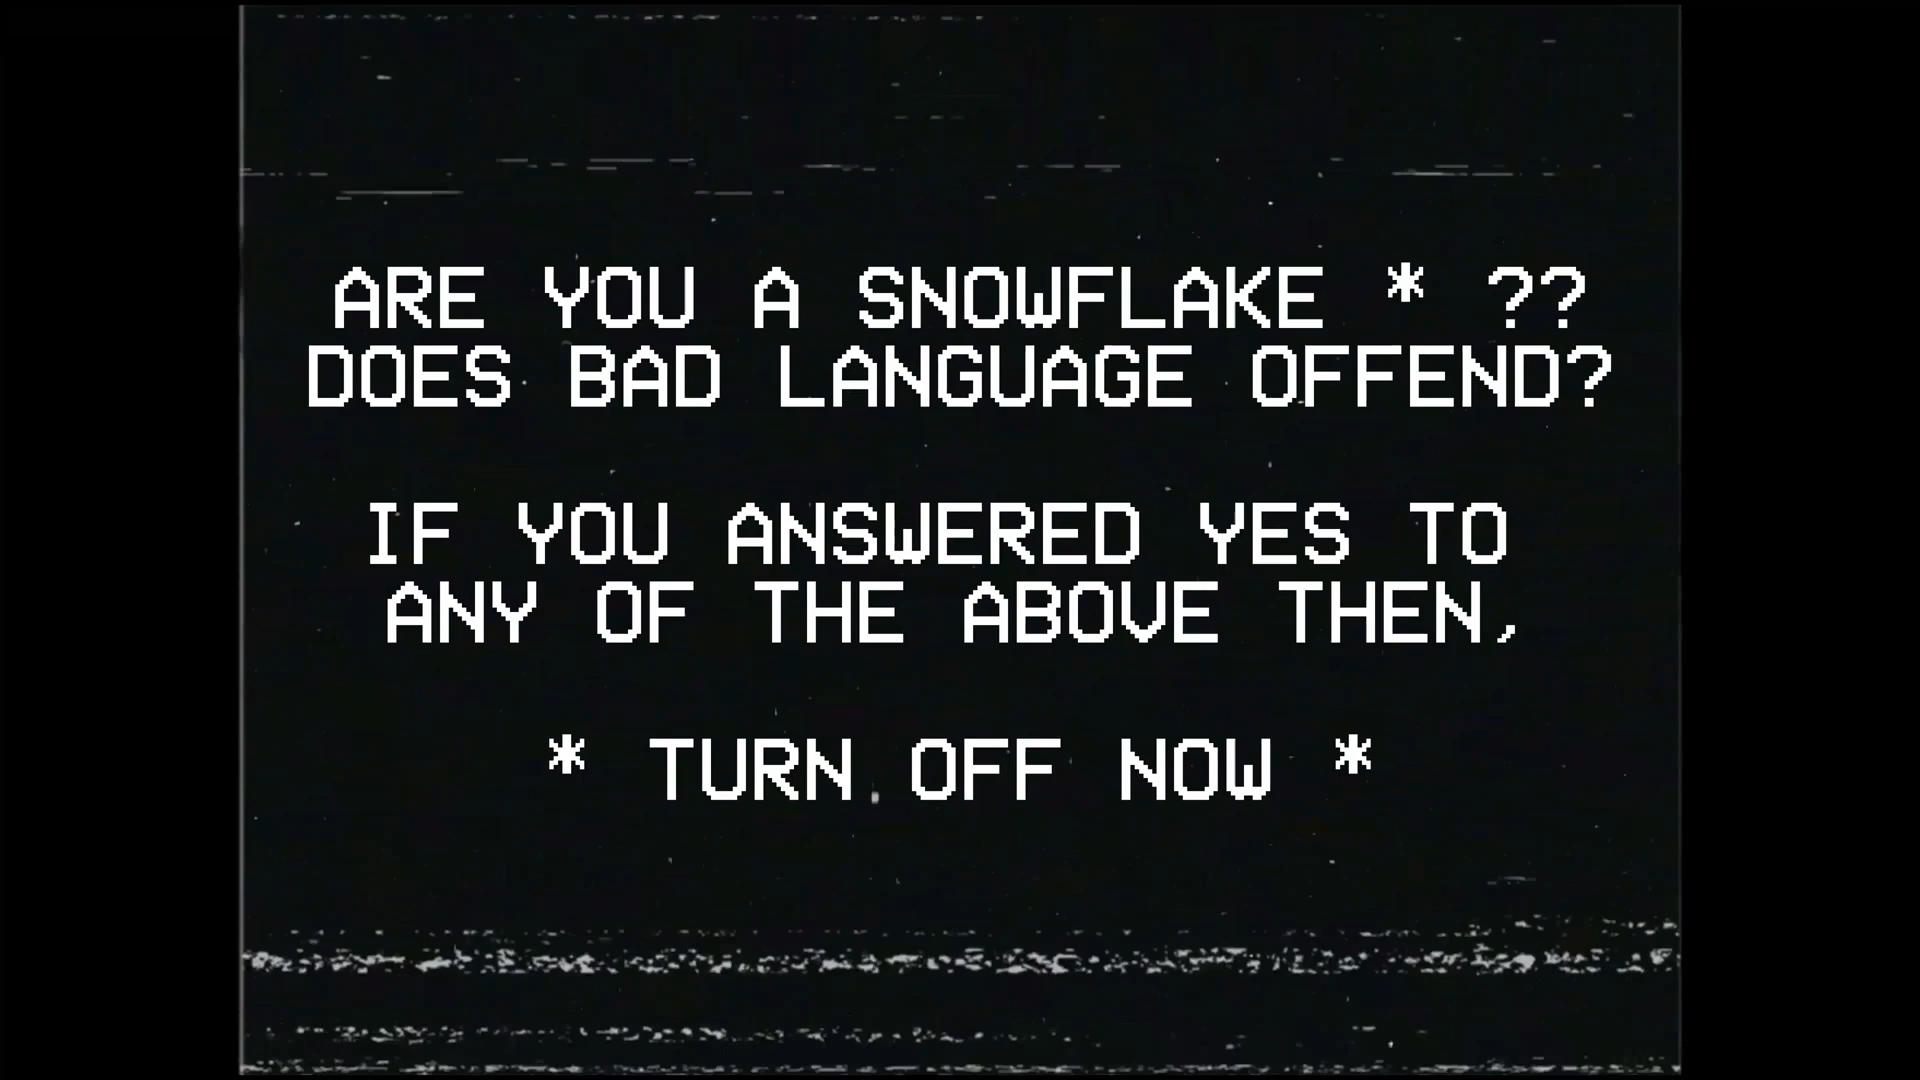 ARE YOU A SNOWFLAKE * ??
DOES BAD LANGUAGE OFFEND?
IF YOU ANSWERED YES TO
ANY OF THE ABOVE THEN,
* TURN OFF NOW *